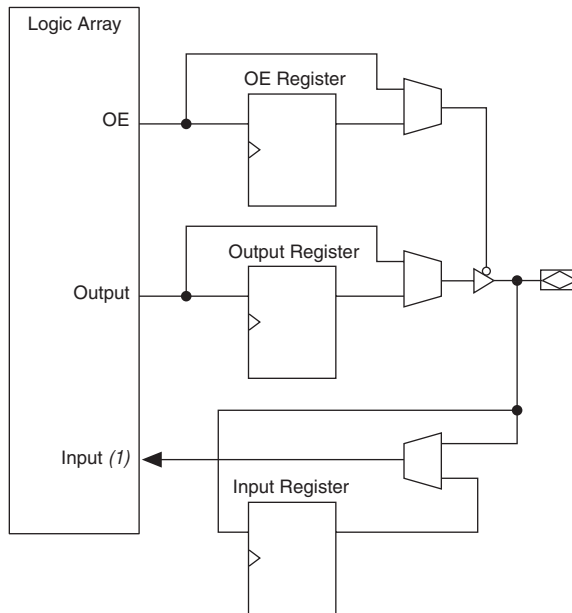 Logic Array
OE Register
OE
Output Register
Output
Input (1)
Input Register